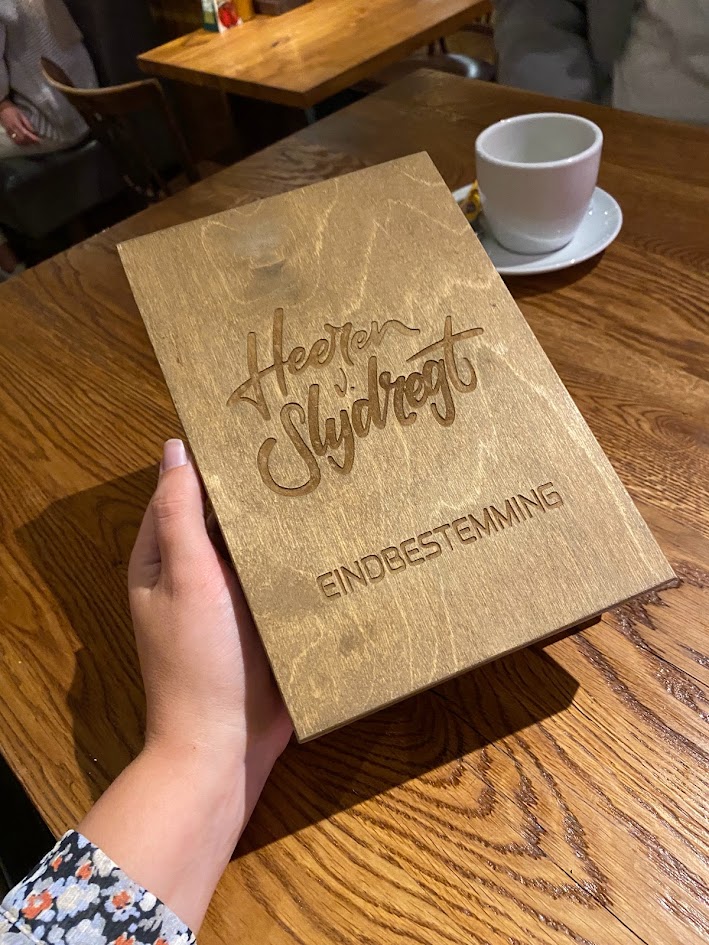 Heeren
v.
Slydregt
EINDBESTEMMING